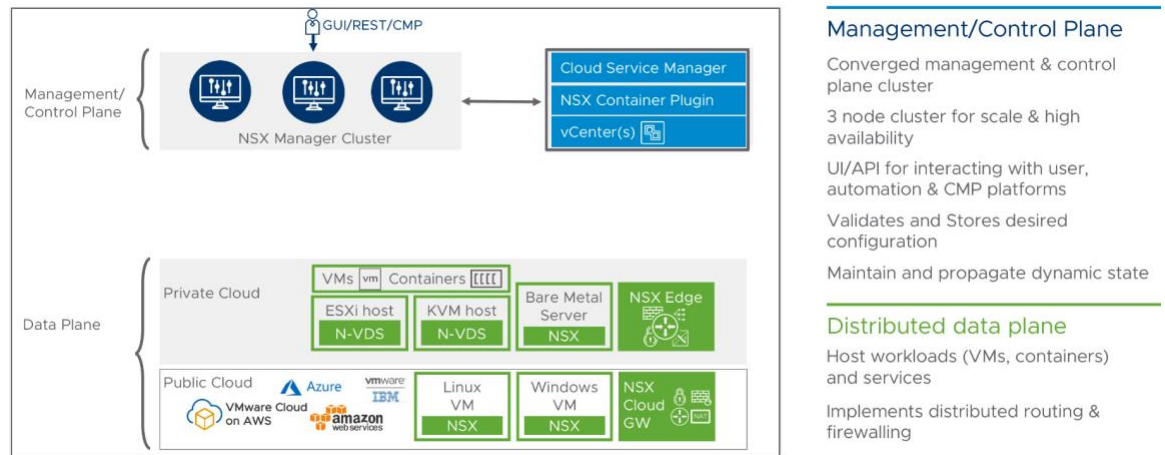 GUI/REST/CMP
Management/
Control Plane
NSX Manager Cluster
Cloud Service Manager
NSX Container Plugin
vCenter(s)
Data Plane
Private Cloud
VMs vm Containers
ESXi host
N-VDS
KVM host
N-VDS
Bare Metal
Server
NSX
NSX Edge
Public Cloud
Azure
vmware
IBM
VMware Cloud
on AWS
amazon
web services
Linux
VM
NSX
Windows
VM
NSX
NSX
Cloud
GW
NAT
Management/Control Plane
Converged management & control
plane cluster
3 node cluster for scale & high
availability
UI/API for interacting with user,
automation & CMP platforms
Validates and Stores desired
configuration
Maintain and propagate dynamic state
Distributed data plane
Host workloads (VMs, containers)
and services
Implements distributed routing &
firewalling